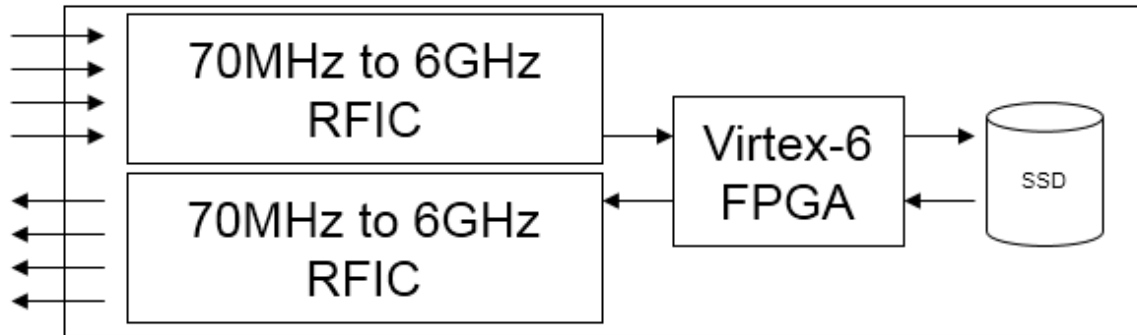 70MHz to 6GHz
RFIC
Virtex-6
FPGA
SSD
70MHz to 6GHz
RFIC